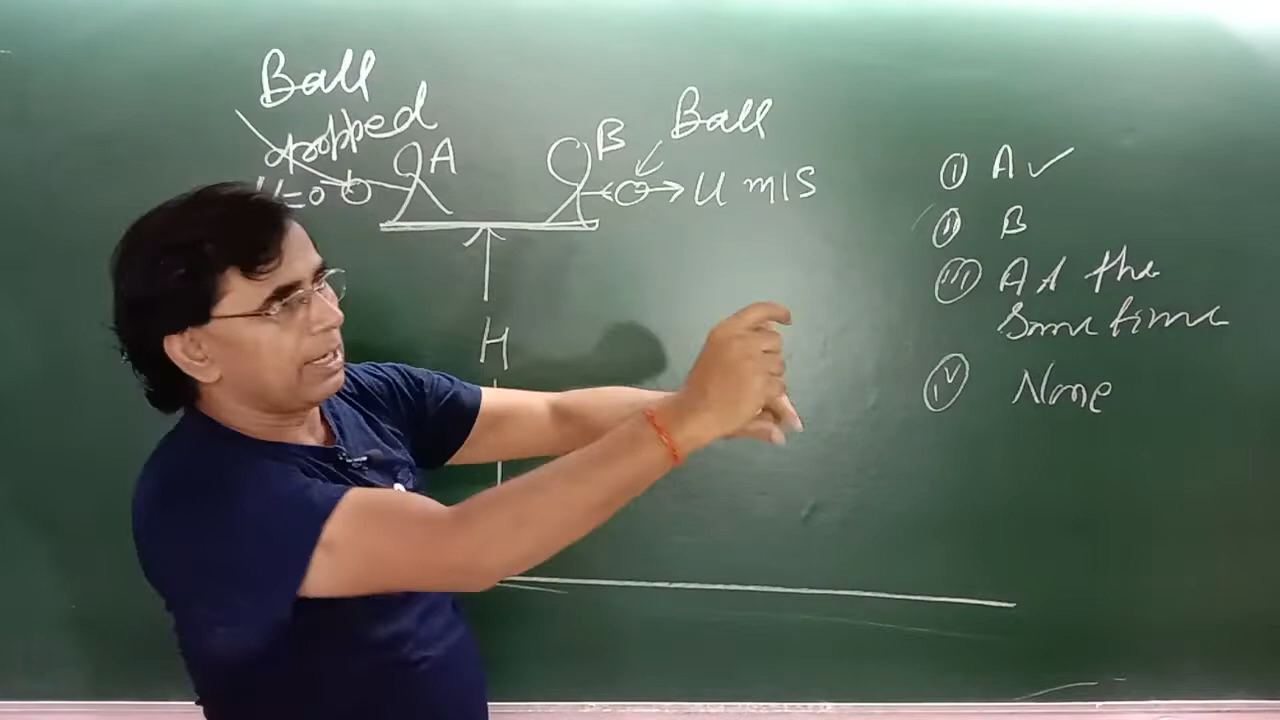 Ball
dropped
u=0
A
B
Ball
u m/s
H
(i) A ✓
(ii) B
(iii) At the
Same time
(iv) None